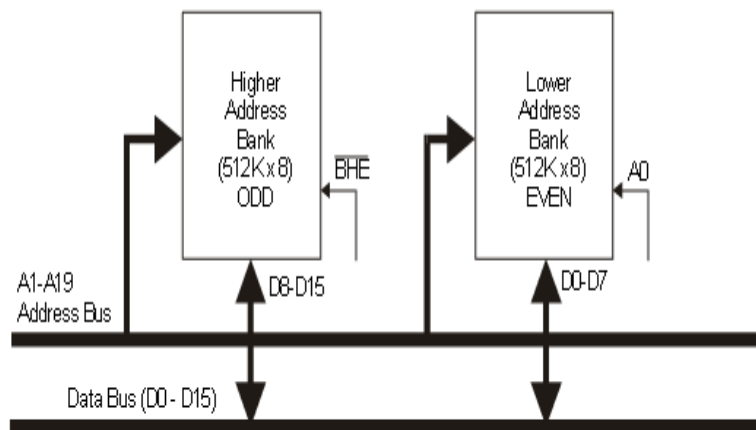 Higher
Address
Bank
(512K x 8)
ODD
BHE
Lower
Address
Bank
(512K x 8)
EVEN
A0
A1-A19
Address Bus
D8-D15
D0-D7
Data Bus (D0 - D15)